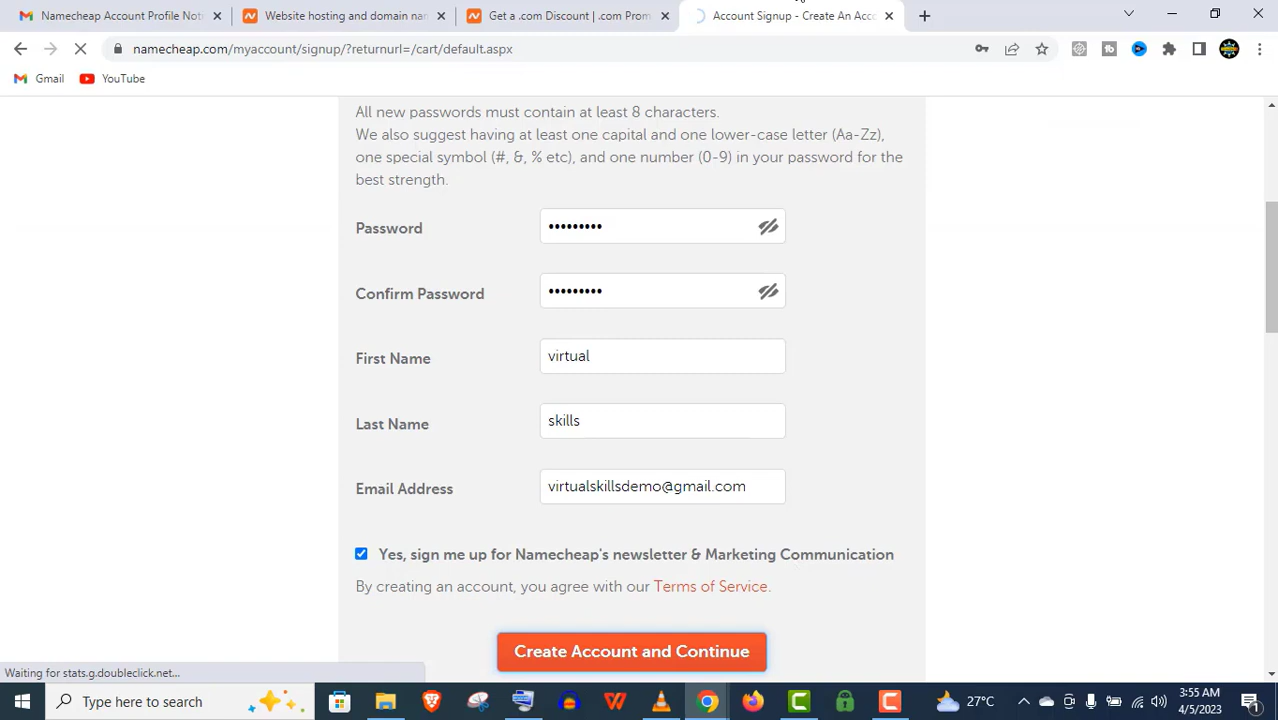 Namecheap Account Profile Not
Website hosting and domain nam
Get a .com Discount | .com Prom
Account Signup - Create An Acco
namecheap.com/myaccount/signup/?returnurl=/cart/default.aspx
Gmail
YouTube
All new passwords must contain at least 8 characters.
We also suggest having at least one capital and one lower-case letter (Aa-Zz),
one special symbol (#, &, % etc), and one number (0-9) in your password for the
best strength.
Password
•••••••••
Confirm Password
•••••••••
First Name
virtual
Last Name
skills
Email Address
virtualskillsdemo@gmail.com
Yes, sign me up for Namecheap's newsletter & Marketing Communication
By creating an account, you agree with our Terms of Service.
Create Account and Continue
Waiting for stats.g.doubleclick.net...
Type here to search
27°C
3:55 AM
4/5/2023
1